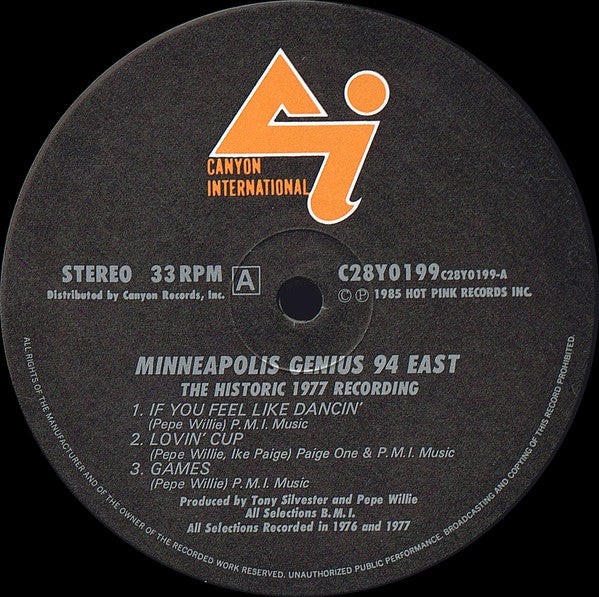 CANYON
INTERNATIONAL
STEREO 33 RPM A C28Y0199 C28Y0199-A
Distributed by Canyon Records, Inc. © ℗ 1985 HOT PINK RECORDS INC.
MINNEAPOLIS GENIUS 94 EAST
THE HISTORIC 1977 RECORDING
1. IF YOU FEEL LIKE DANCIN'
(Pepe Willie) P.M.I. Music
2. LOVIN' CUP
(Pepe Willie, Ike Paige) Paige One & P.M.I. Music
3. GAMES
(Pepe Willie) P.M.I. Music
Produced by Tony Silvester and Pepe Willie
All Selections B.M.I.
All Selections Recorded in 1976 and 1977
ALL RIGHTS OF THE MANUFACTURER AND OF THE OWNER OF THE RECORDED WORK RESERVED. UNAUTHORIZED PUBLIC PERFORMANCE, BROADCASTING AND COPYING OF THIS RECORD PROHIBITED.